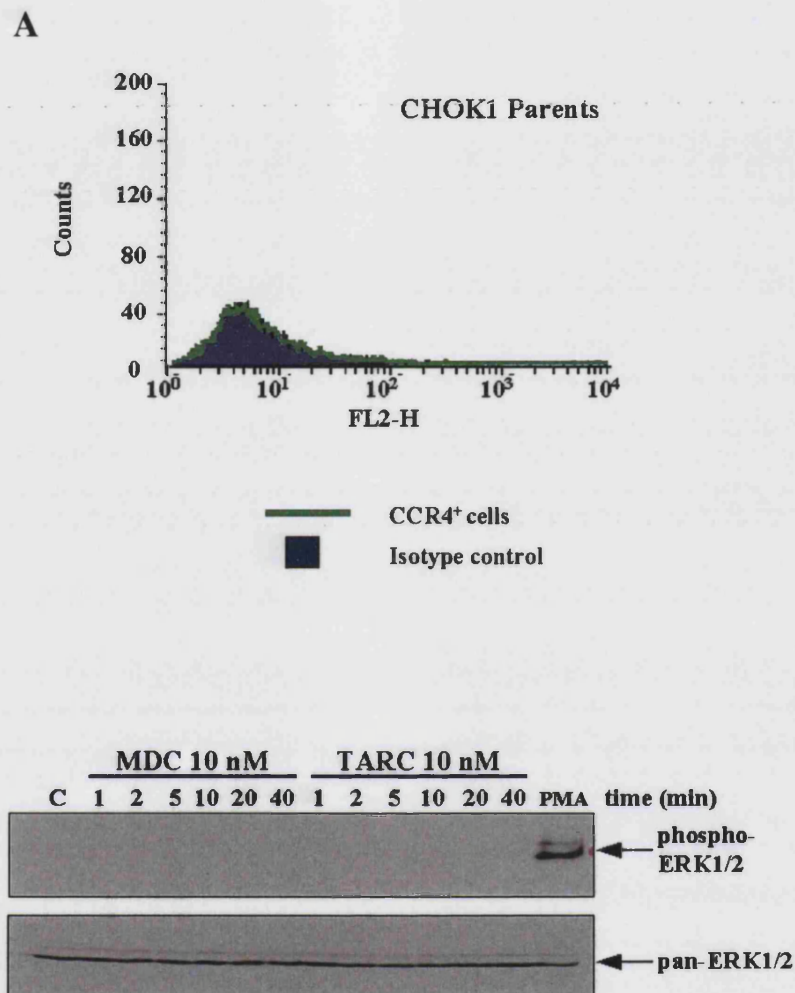 A
CHOK1 Parents
200
160
120
80
40
0
Counts
10⁰ 10¹ 10² 10³ 10⁴
FL2-H
CCR4⁺ cells
Isotype control
MDC 10 nM TARC 10 nM
C 1 2 5 10 20 40 1 2 5 10 20 40 PMA time (min)
phospho-
ERK1/2
pan-ERK1/2